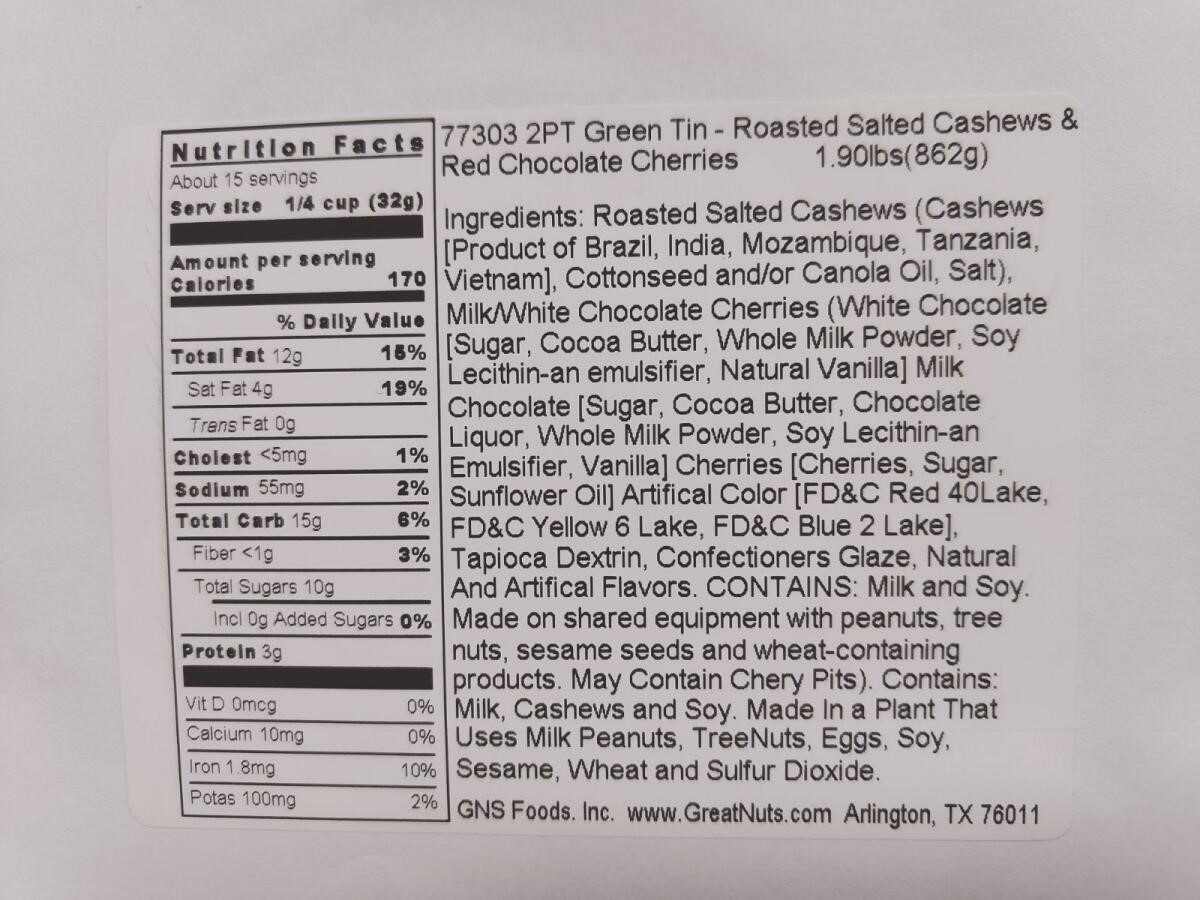 Nutrition Facts
About 15 servings
Serv size 1/4 cup (32g)
Amount per serving
Calories 170
% Daily Value
Total Fat 12g 15%
Sat Fat 4g 19%
Trans Fat 0g
Cholest <5mg 1%
Sodium 55mg 2%
Total Carb 15g 6%
Fiber <1g 3%
Total Sugars 10g
Incl 0g Added Sugars 0%
Protein 3g
Vit D 0mcg 0%
Calcium 10mg 0%
Iron 1.8mg 10%
Potas 100mg 2%
77303 2PT Green Tin - Roasted Salted Cashews &
Red Chocolate Cherries 1.90lbs(862g)
Ingredients: Roasted Salted Cashews (Cashews
[Product of Brazil, India, Mozambique, Tanzania,
Vietnam], Cottonseed and/or Canola Oil, Salt),
Milk/White Chocolate Cherries (White Chocolate
[Sugar, Cocoa Butter, Whole Milk Powder, Soy
Lecithin-an emulsifier, Natural Vanilla] Milk
Chocolate [Sugar, Cocoa Butter, Chocolate
Liquor, Whole Milk Powder, Soy Lecithin-an
Emulsifier, Vanilla] Cherries [Cherries, Sugar,
Sunflower Oil] Artifical Color [FD&C Red 40Lake,
FD&C Yellow 6 Lake, FD&C Blue 2 Lake],
Tapioca Dextrin, Confectioners Glaze, Natural
And Artifical Flavors. CONTAINS: Milk and Soy.
Made on shared equipment with peanuts, tree
nuts, sesame seeds and wheat-containing
products. May Contain Chery Pits). Contains:
Milk, Cashews and Soy. Made In a Plant That
Uses Milk Peanuts, TreeNuts, Eggs, Soy,
Sesame, Wheat and Sulfur Dioxide.
GNS Foods. Inc. www.GreatNuts.com Arlington, TX 76011